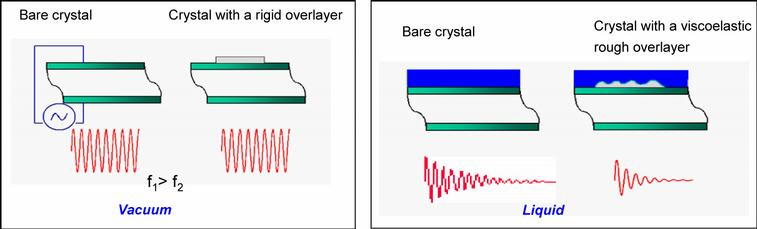 Bare crystal
Crystal with a rigid overlayer
f1> f2
Vacuum
Bare crystal
Crystal with a viscoelastic
rough overlayer
Liquid